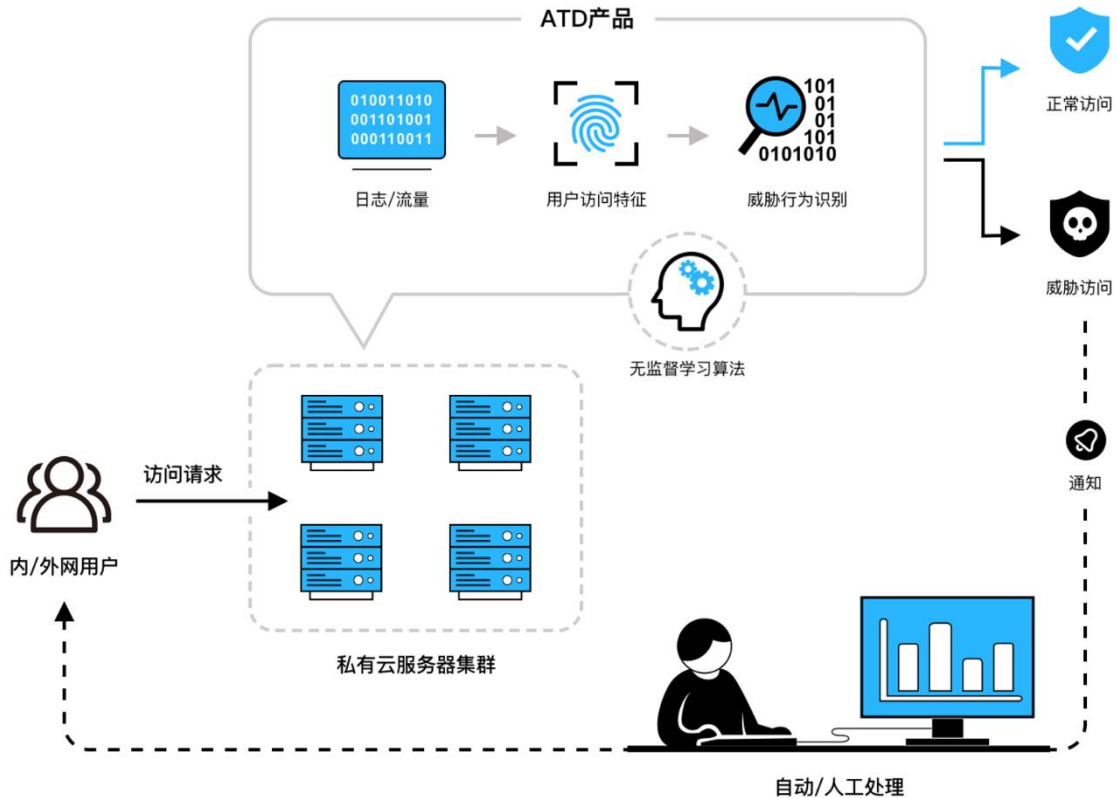 ATD产品
010011010
001101001
000110011
101
01
01
101
0101010
日志/流量
用户访问特征
威胁行为识别
正常访问
威胁访问
无监督学习算法
通知
访问请求
内/外网用户
私有云服务器集群
自动/人工处理